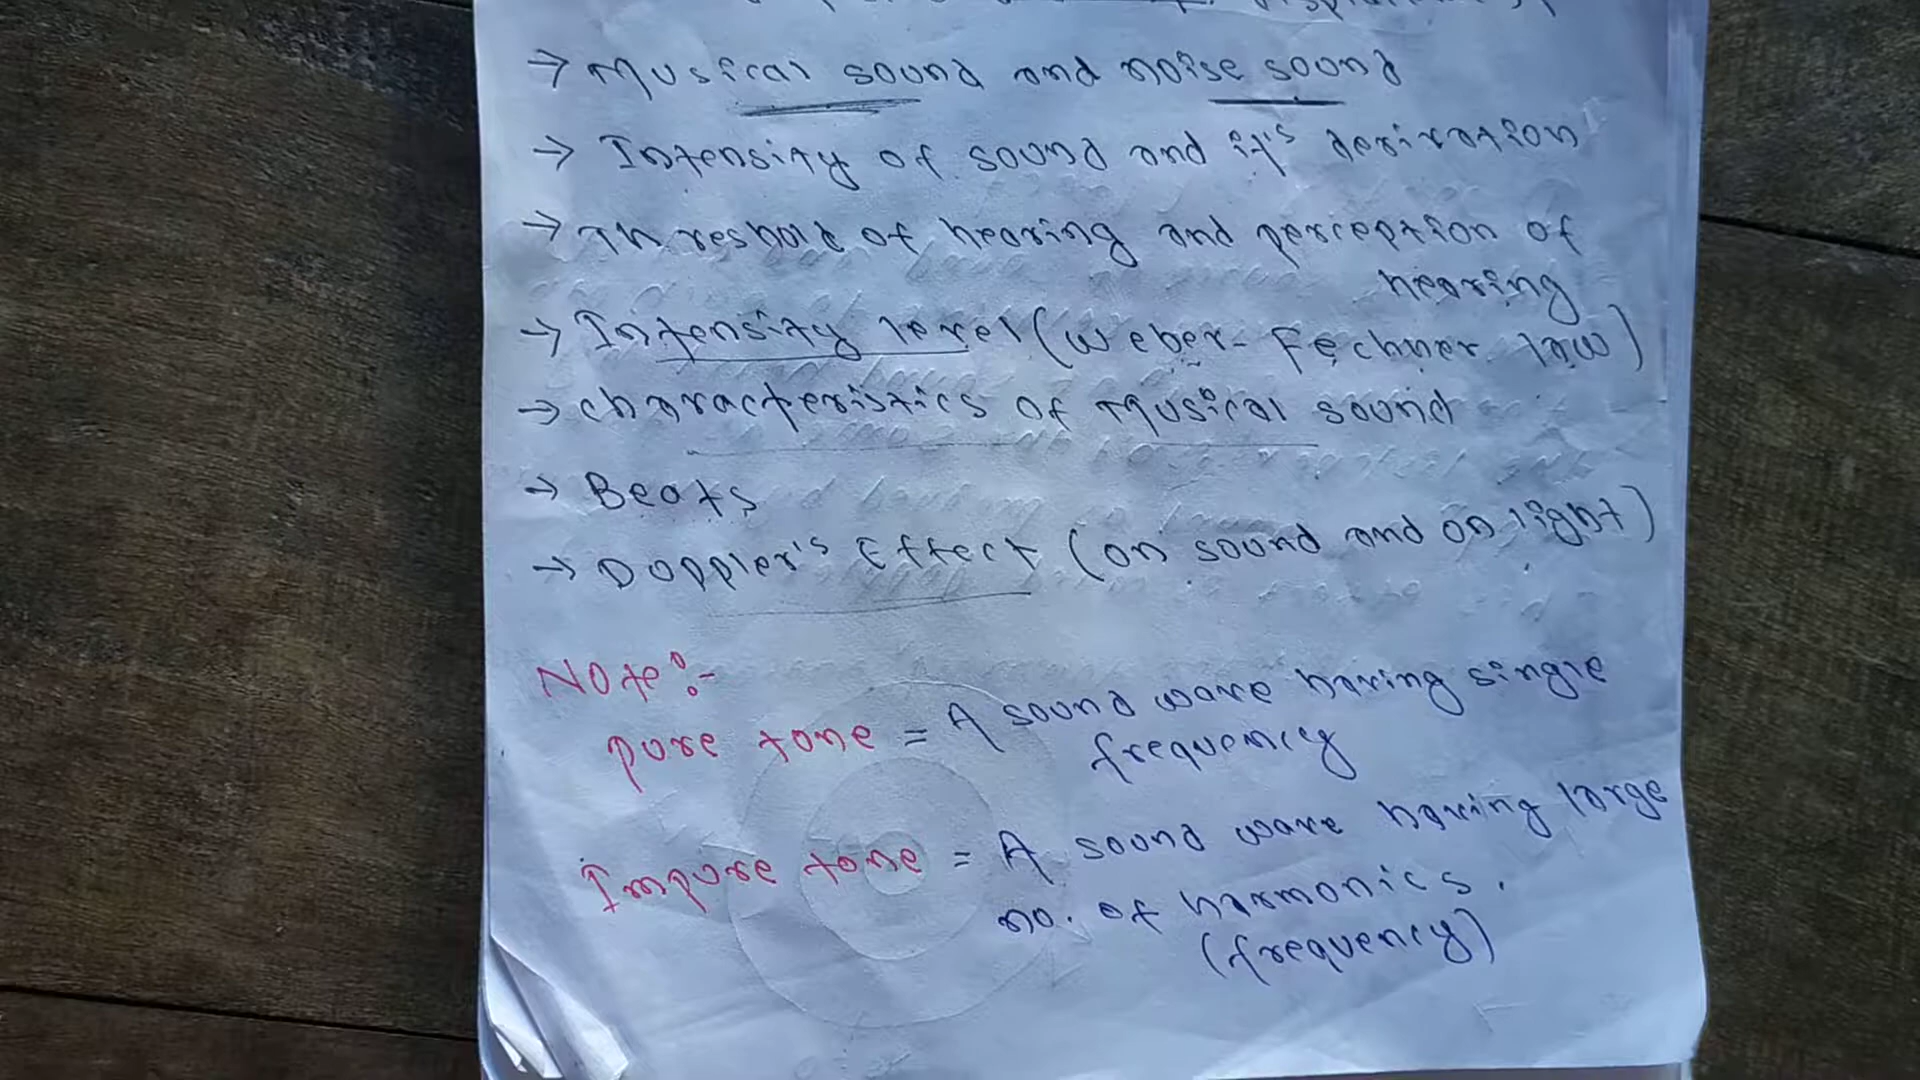 → Musical sound and noise sound
→ Intensity of sound and it's derivation
→ Threshold of hearing and perception of
hearing
→ Intensity level (Weber-Fechner law)
→ characteristics of Musical sound
→ Beats
→ Doppler's Effect (on sound and on light)
Note:-
pure tone = A sound wave having single
frequency
Impure tone = A sound wave having large
no. of harmonics.
(frequency)